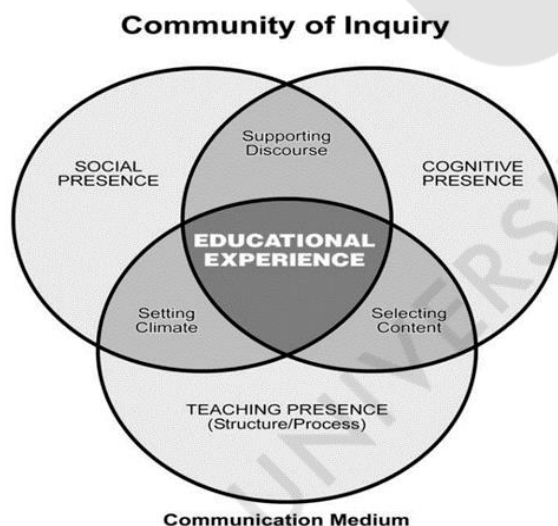 Community of Inquiry
Supporting
Discourse
SOCIAL
PRESENCE
COGNITIVE
PRESENCE
EDUCATIONAL
EXPERIENCE
Setting
Climate
Selecting
Content
TEACHING PRESENCE
(Structure/Process)
Communication Medium